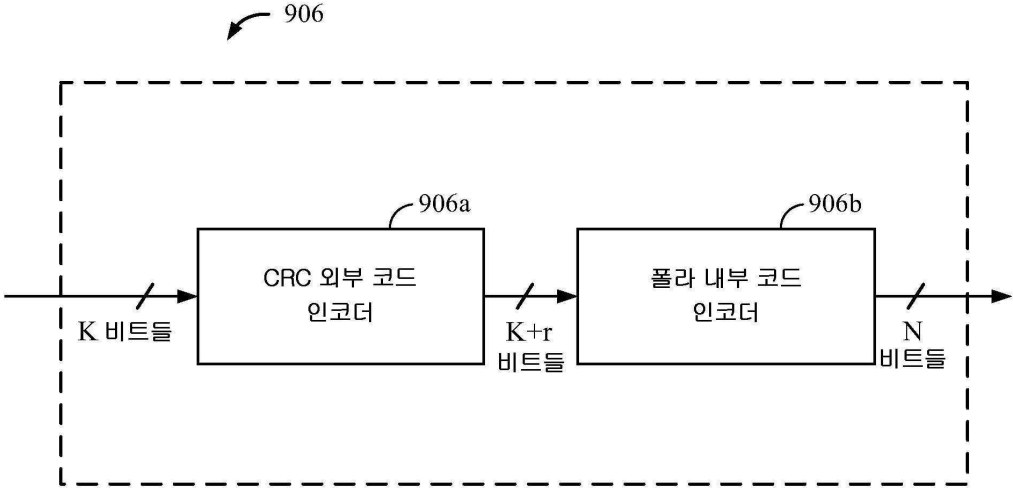 906
906a
906b
CRC 외부 코드
인코더
폴라 내부 코드
인코더
K 비트들
K+r
비트들
N
비트들